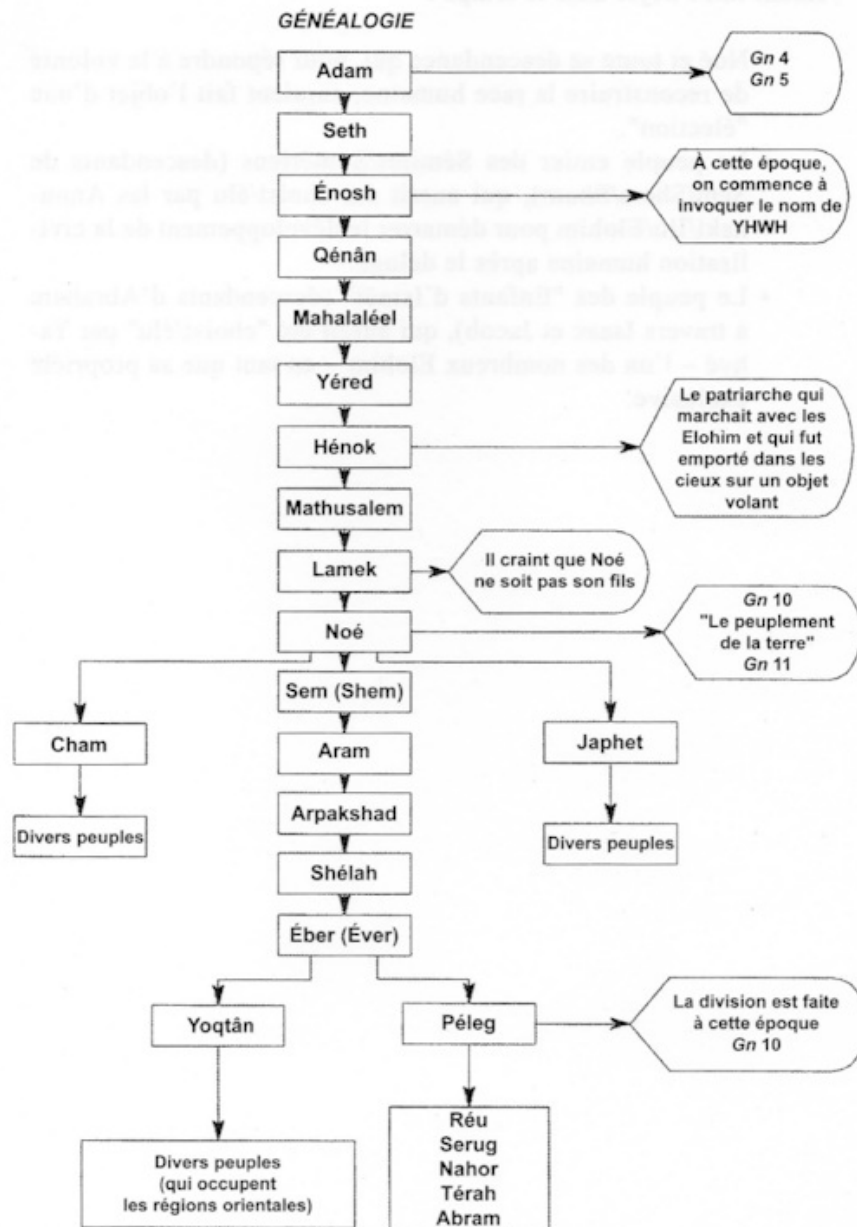 GÉNÉALOGIE
Adam
Gn 4
Gn 5
Seth
Énosh
À cette époque,
on commence à
invoquer le nom de
YHWH
Qénân
Mahalaléel
Yéred
Hénok
Le patriarche qui
marchait avec les
Elohim et qui fut
emporté dans les
cieux sur un objet
volant
Mathusalem
Lamek
Il craint que Noé
ne soit pas son fils
Noé
Gn 10
"Le peuplement
de la terre"
Gn 11
Sem (Shem)
Cham
Japhet
Aram
Divers peuples
Arpakshad
Divers peuples
Shélah
Éber (Éver)
Yoqtân
Péleg
La division est faite
à cette époque
Gn 10
Divers peuples
(qui occupent
les régions orientales)
Réu
Serug
Nahor
Térah
Abram